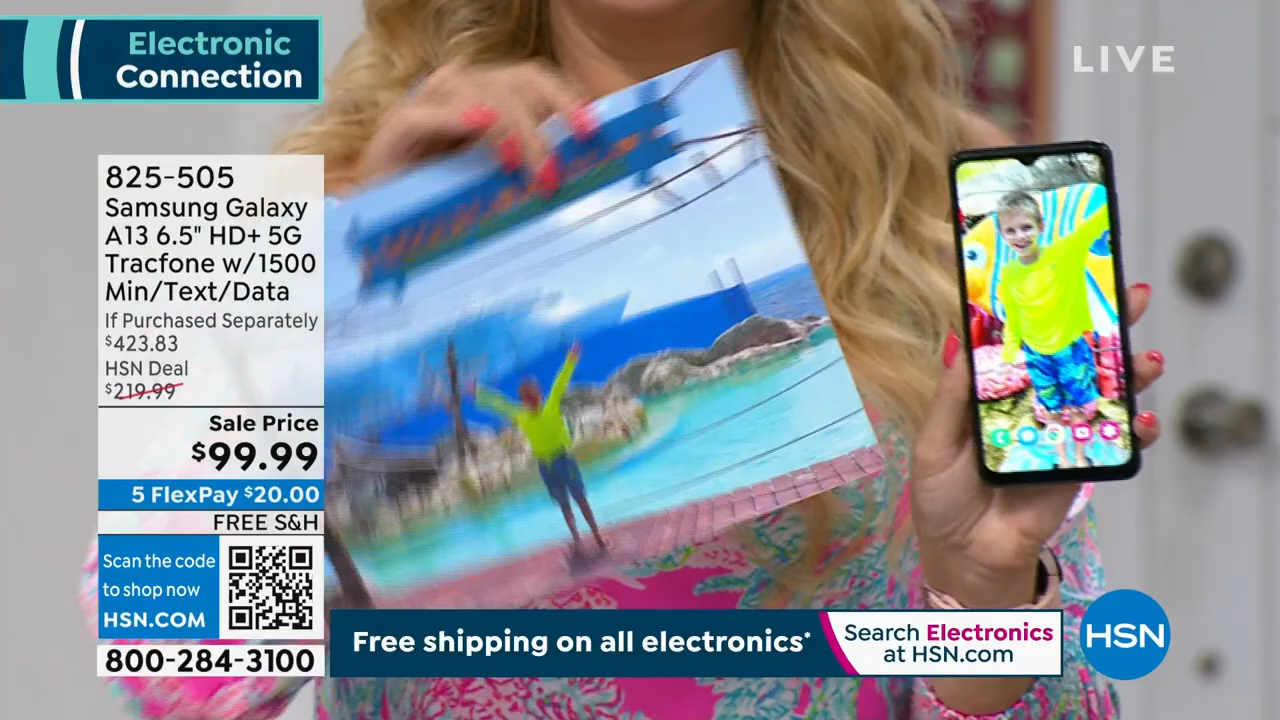 Electronic
Connection
LIVE
825-505
Samsung Galaxy
A13 6.5" HD+ 5G
Tracfone w/1500
Min/Text/Data
If Purchased Separately
$423.83
HSN Deal
$219.99
Sale Price
$99.99
5 FlexPay $20.00
FREE S&H
Scan the code
to shop now
HSN.COM
800-284-3100
Free shipping on all electronics*
Search Electronics
at HSN.com
HSN